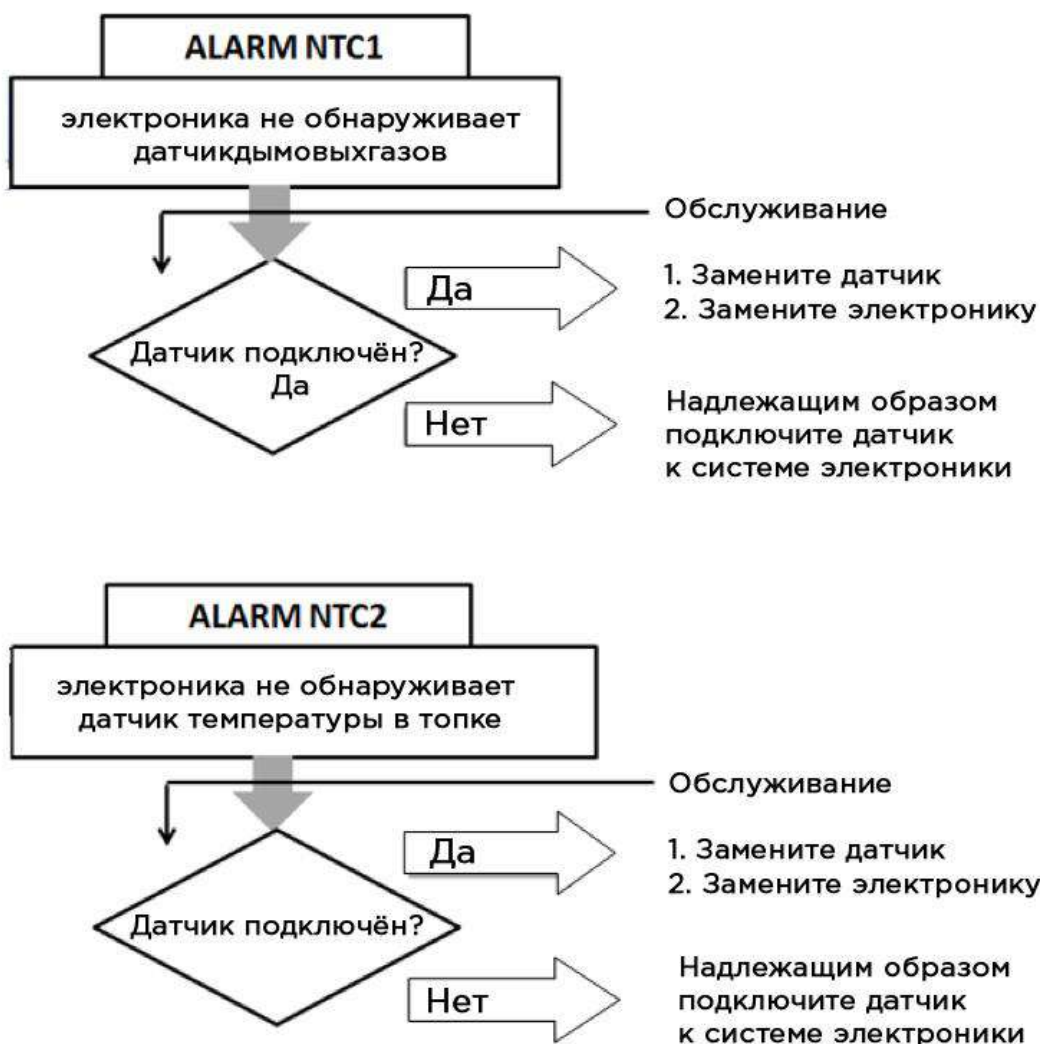 ALARM NTC1
электроника не обнаруживает
датчикдымовыхгазов
Обслуживание
Да
1. Замените датчик
2. Замените электронику
Датчик подключён?
Да
Нет
Надлежащим образом
подключите датчик
к системе электроники
ALARM NTC2
электроника не обнаруживает
датчик температуры в топке
Обслуживание
Да
1. Замените датчик
2. Замените электронику
Датчик подключён?
Нет
Надлежащим образом
подключите датчик
к системе электроники